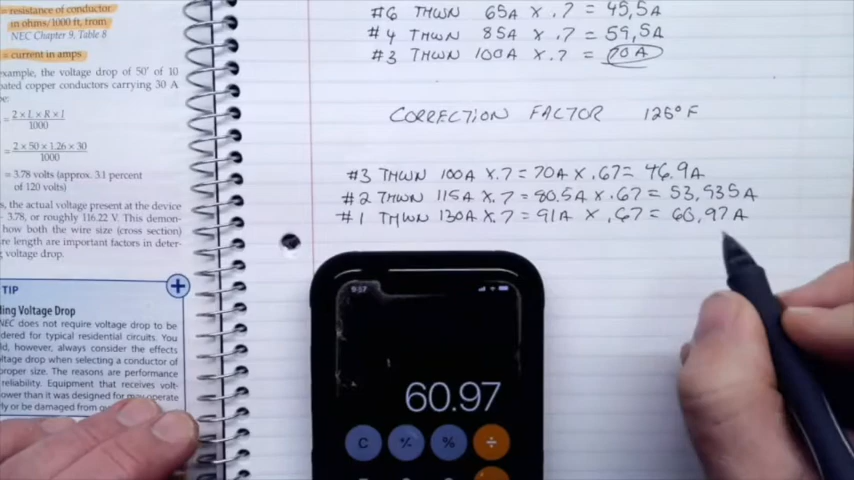 = resistance of conductor
in ohms/1000 ft, from
NEC Chapter 9, Table 8
= current in amps
example, the voltage drop of 50' of 10
ated copper conductors carrying 30 A
e:
= 2 × L × R × I
1000
= 2 × 50 × 1.26 × 30
1000
= 3.78 volts (approx. 3.1 percent
of 120 volts)
s, the actual voltage present at the device
- 3.78, or roughly 116.22 V. This demon-
how both the wire size (cross section)
re length are important factors in deter-
voltage drop.
TIP
ling Voltage Drop
NEC does not require voltage drop to be
dered for typical residential circuits. You
ld, however, always consider the effects
ltage drop when selecting a conductor of
proper size. The reasons are performance
reliability. Equipment that receives volt-
ower than it was designed for may operate
rly or be damaged from
#6 THWN 65A × .7 = 45,5A
#4 THWN 85A × .7 = 59,5A
#3 THWN 100A × .7 = 70A
CORRECTION FACTOR 125°F
#3 THWN 100A × .7 = 70A × .67 = 46.9A
#2 THWN 115A × .7 = 80.5A × .67 = 53,935A
#1 THWN 130A × .7 = 91A × .67 = 60,97A
9:37
60.97
C
+/-
%
÷